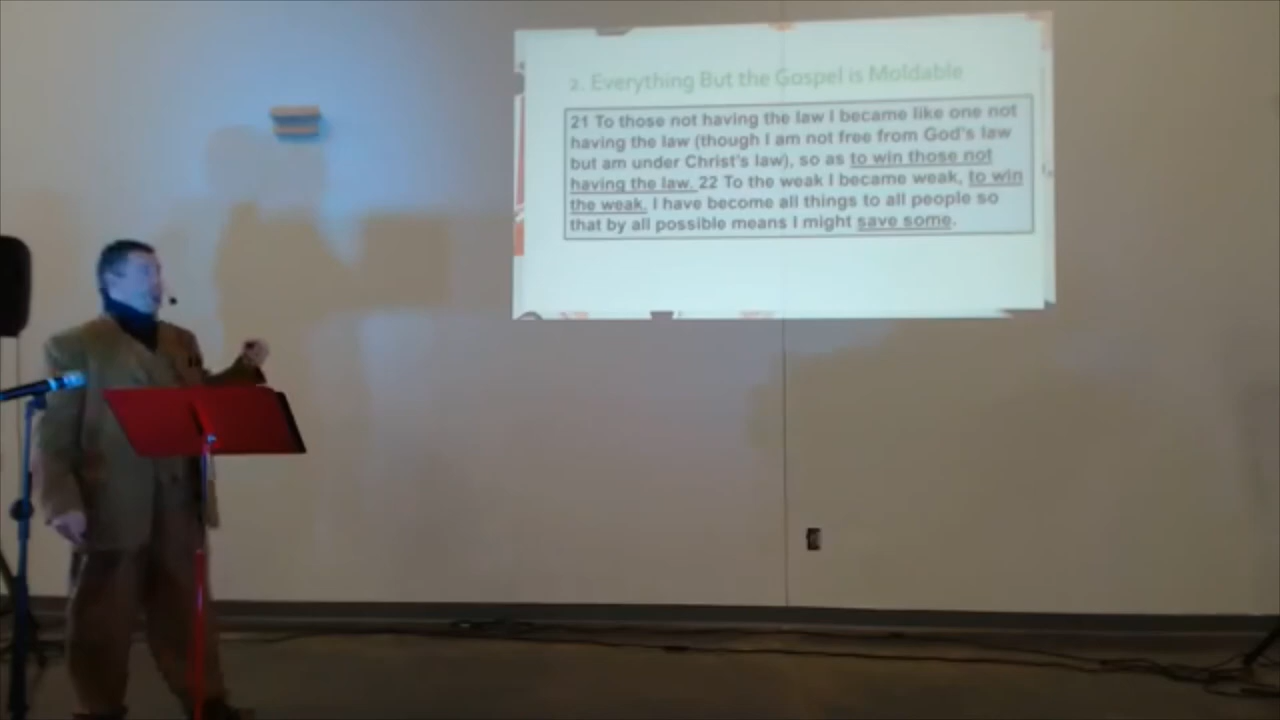 2. Everything But the Gospel is Moldable
21 To those not having the law I became like one not
having the law (though I am not free from God's law
but am under Christ's law), so as to win those not
having the law. 22 To the weak I became weak, to win
the weak. I have become all things to all people so
that by all possible means I might save some.